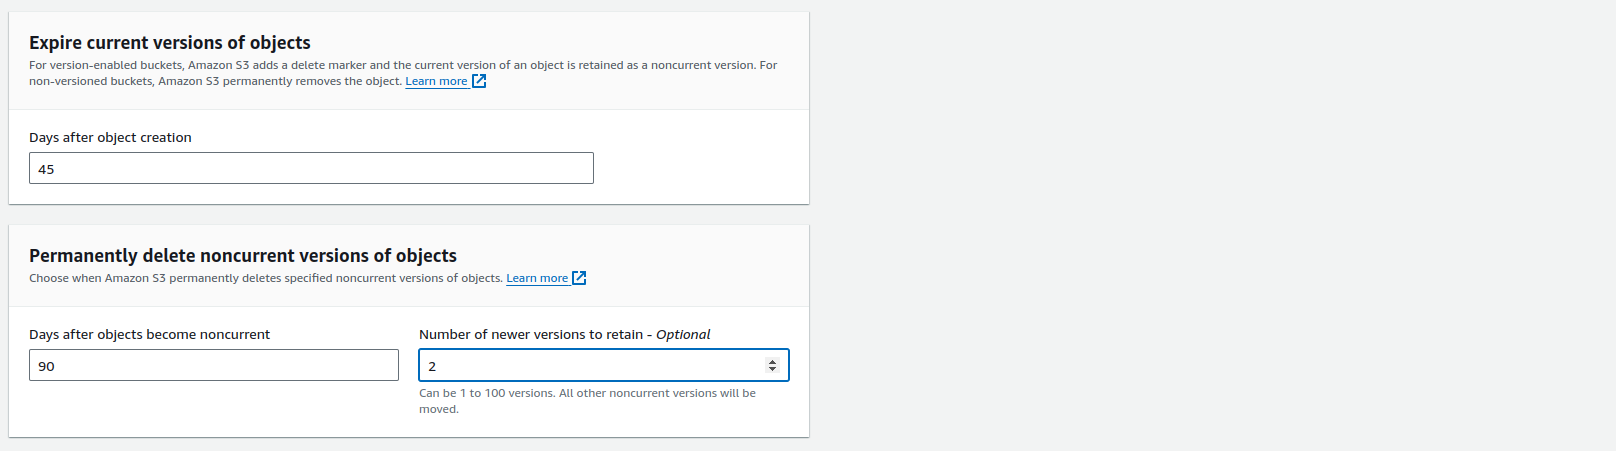 Expire current versions of objects
For version-enabled buckets, Amazon S3 adds a delete marker and the current version of an object is retained as a noncurrent version. For
non-versioned buckets, Amazon S3 permanently removes the object. Learn more
Days after object creation
45
Permanently delete noncurrent versions of objects
Choose when Amazon S3 permanently deletes specified noncurrent versions of objects. Learn more
Days after objects become noncurrent
90
Number of newer versions to retain - Optional
2
Can be 1 to 100 versions. All other noncurrent versions will be
moved.